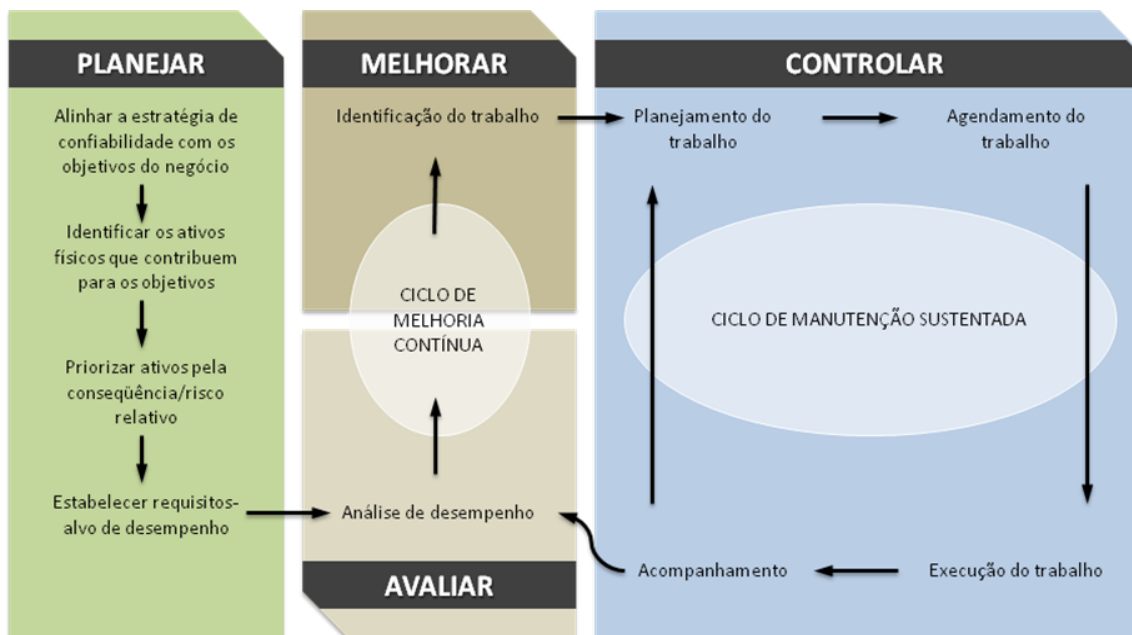 PLANEJAR
Alinhar a estratégia de
confiabilidade com os
objetivos do negócio
Identificar os ativos
físicos que contribuem
para os objetivos
Priorizar ativos pela
conseqüência/risco
relativo
Estabelecer requisitos-
alvo de desempenho
MELHORAR
Identificação do trabalho
CICLO DE
MELHORIA
CONTÍNUA
Análise de desempenho
AVALIAR
CONTROLAR
Planejamento do
trabalho
Agendamento do
trabalho
CICLO DE MANUTENÇÃO SUSTENTADA
Acompanhamento
Execução do trabalho